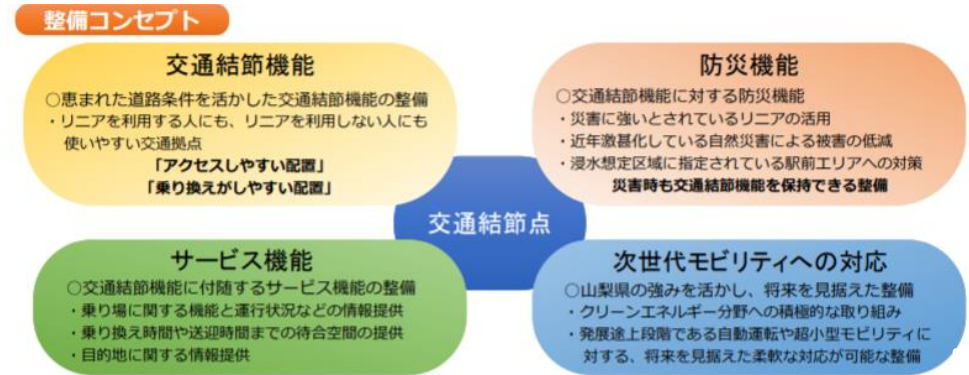 整備コンセプト
交通結節機能
○恵まれた道路条件を活かした交通結節機能の整備
・リニアを利用する人にも、リニアを利用しない人にも
使いやすい交通拠点
「アクセスしやすい配置」
「乗り換えがしやすい配置」
防災機能
○交通結節機能に対する防災機能
・災害に強いとされているリニアの活用
・近年激甚化している自然災害による被害の低減
・浸水想定区域に指定されている駅前エリアへの対策
災害時も交通結節機能を保持できる整備
交通結節点
サービス機能
○交通結節機能に付随するサービス機能の整備
・乗り場に関する機能と運行状況などの情報提供
・乗り換え時間や送迎時間までの待合空間の提供
・目的地に関する情報提供
次世代モビリティへの対応
○山梨県の強みを活かし、将来を見据えた整備
・クリーンエネルギー分野への積極的な取り組み
・発展途上段階である自動運転や超小型モビリティに
対する、将来を見据えた柔軟な対応が可能な整備